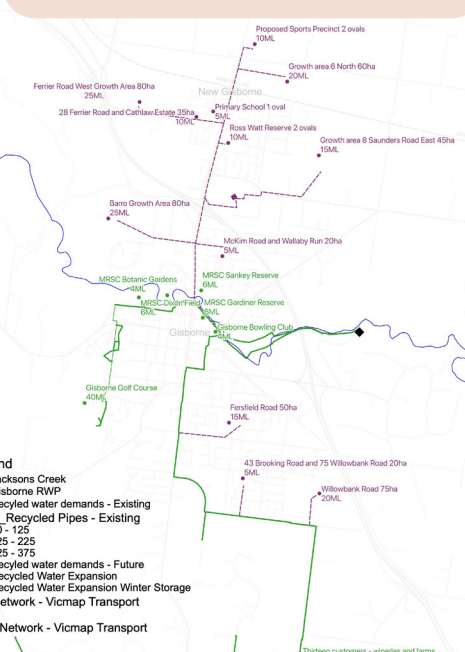 Proposed Sports Precinct 2 ovals
10ML
Growth area 6 North 60ha
20ML
Ferrier Road West Growth Area 80ha
25ML
New Gisborne
28 Ferrier Road and Cathlaw Estate 35ha
10ML
Primary School 1 oval
5ML
Ross Watt Reserve 2 ovals
10ML
Growth area 8 Saunders Road East 45ha
15ML
Barro Growth Area 80ha
25ML
McKim Road and Wallaby Run 20ha
5ML
MRSC Botanic Gardens
4ML
MRSC Sankey Reserve
6ML
MRSC Dixon Field
6ML
MRSC Gardiner Reserve
6ML
Gisborne
Gisborne Bowling Club
4ML
Gisborne Golf Course
40ML
Fersfield Road 50ha
15ML
43 Brooking Road and 75 Willowbank Road 20ha
5ML
Willowbank Road 75ha
20ML
nd
cksons Creek
isborne RWP
ecyled water demands - Existing
_Recycled Pipes - Existing
0 - 125
25 - 225
25 - 375
ecyled water demands - Future
ecycled Water Expansion
ecycled Water Expansion Winter Storage
etwork - Vicmap Transport
Network - Vicmap Transport
Thirteen customers - wineries and farms